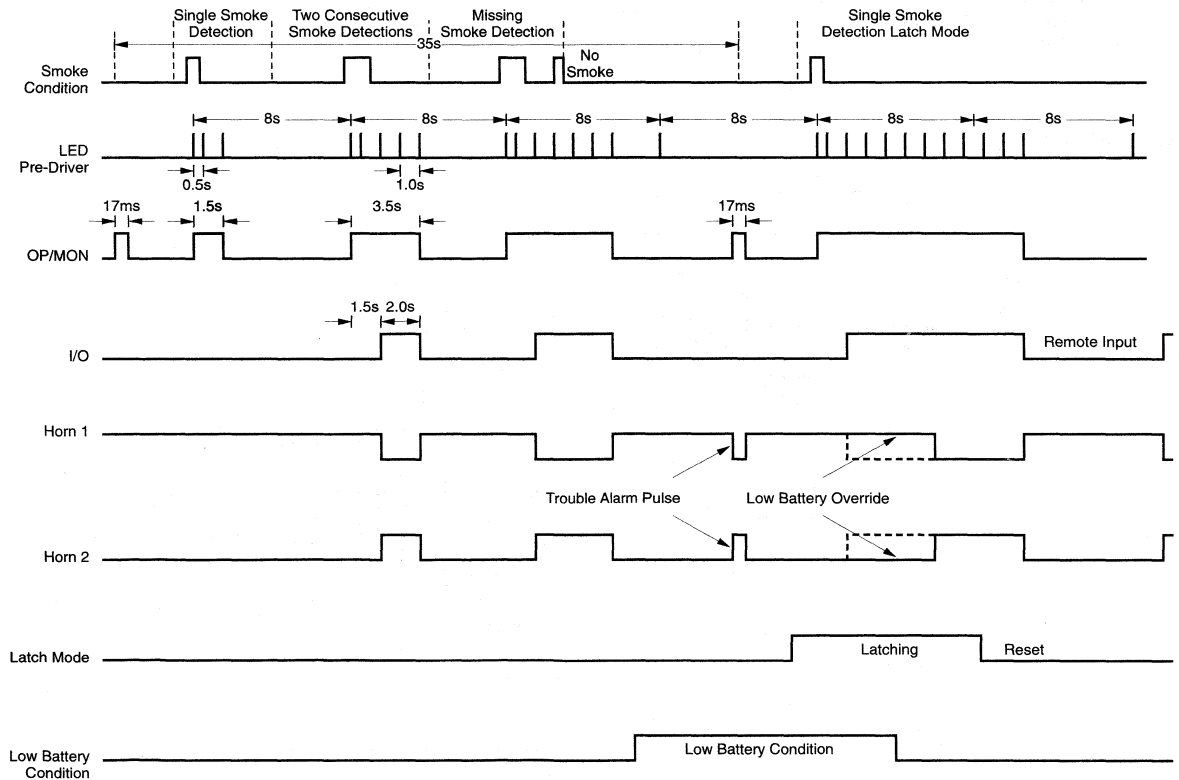 Single Smoke
Detection
Two Consecutive
Smoke Detections
Missing
Smoke Detection
Single Smoke
Detection Latch Mode
35s
No
Smoke
Smoke
Condition
8s
8s
8s
8s
8s
8s
LED
Pre-Driver
0.5s
1.0s
17ms
1.5s
3.5s
17ms
OP/MON
1.5s
2.0s
I/O
Remote Input
Horn 1
Trouble Alarm Pulse
Low Battery Override
Horn 2
Latch Mode
Latching
Reset
Low Battery
Condition
Low Battery Condition